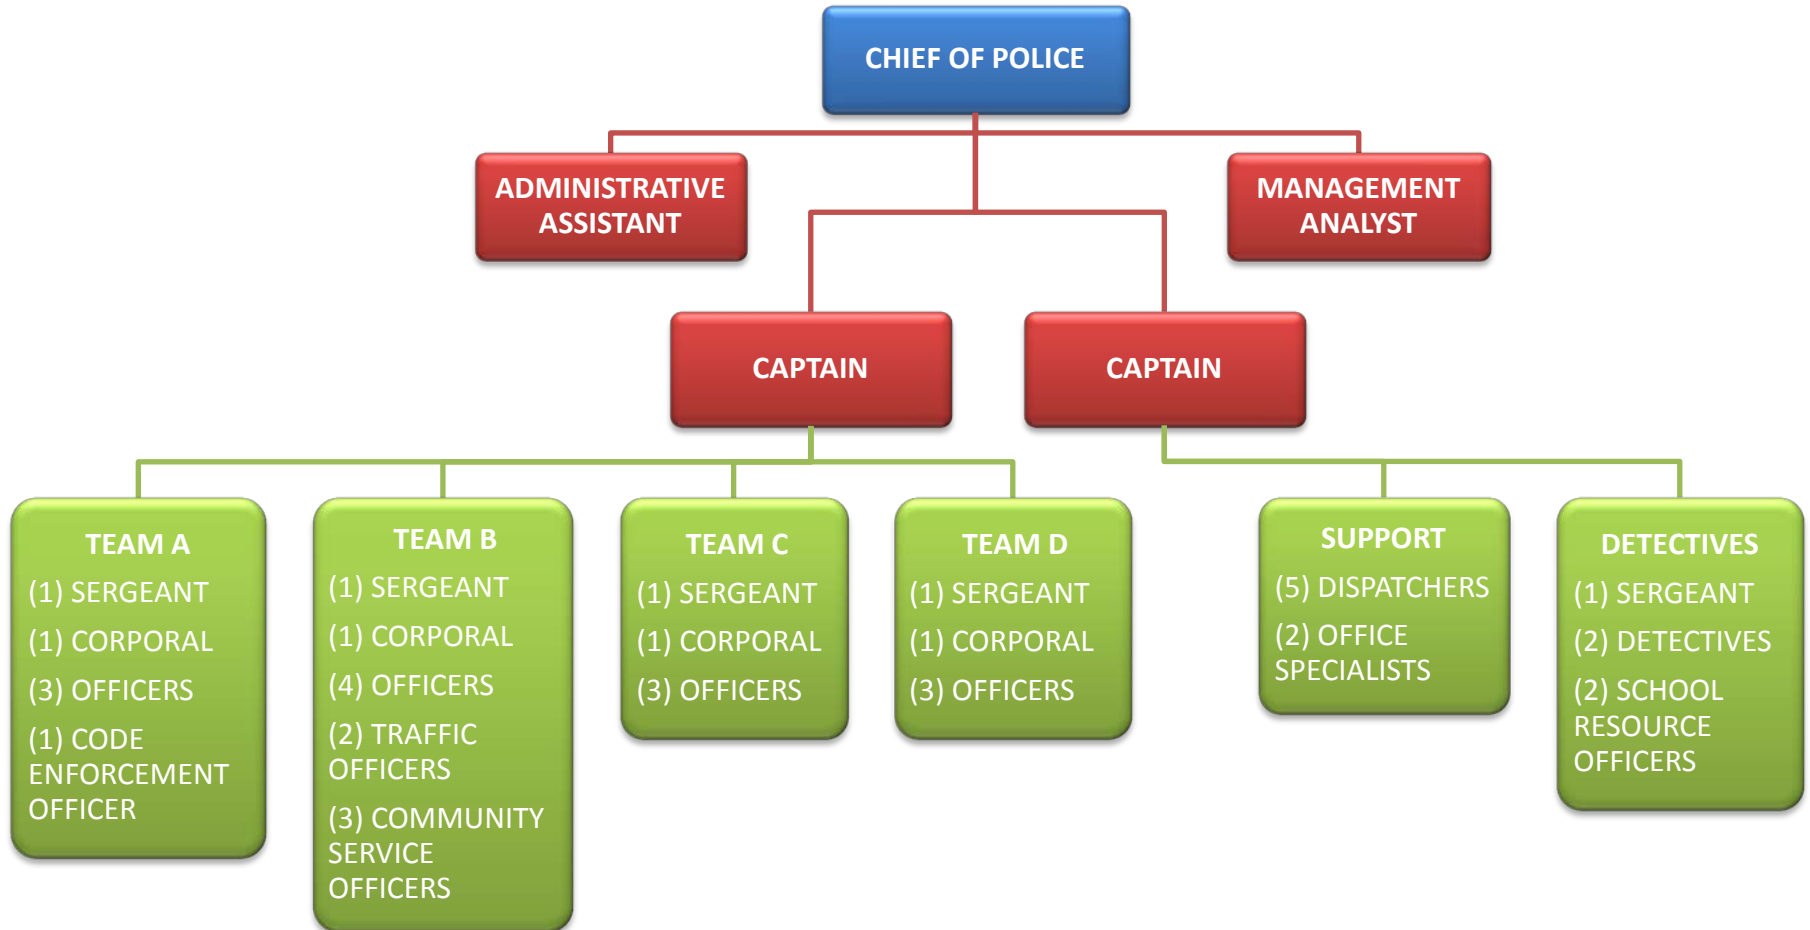 CHIEF OF POLICE
ADMINISTRATIVE
ASSISTANT
MANAGEMENT
ANALYST
CAPTAIN
CAPTAIN
TEAM A
(1) SERGEANT
(1) CORPORAL
(3) OFFICERS
(1) CODE
ENFORCEMENT
OFFICER
TEAM B
(1) SERGEANT
(1) CORPORAL
(4) OFFICERS
(2) TRAFFIC
OFFICERS
(3) COMMUNITY
SERVICE
OFFICERS
TEAM C
(1) SERGEANT
(1) CORPORAL
(3) OFFICERS
TEAM D
(1) SERGEANT
(1) CORPORAL
(3) OFFICERS
SUPPORT
(5) DISPATCHERS
(2) OFFICE
SPECIALISTS
DETECTIVES
(1) SERGEANT
(2) DETECTIVES
(2) SCHOOL
RESOURCE
OFFICERS